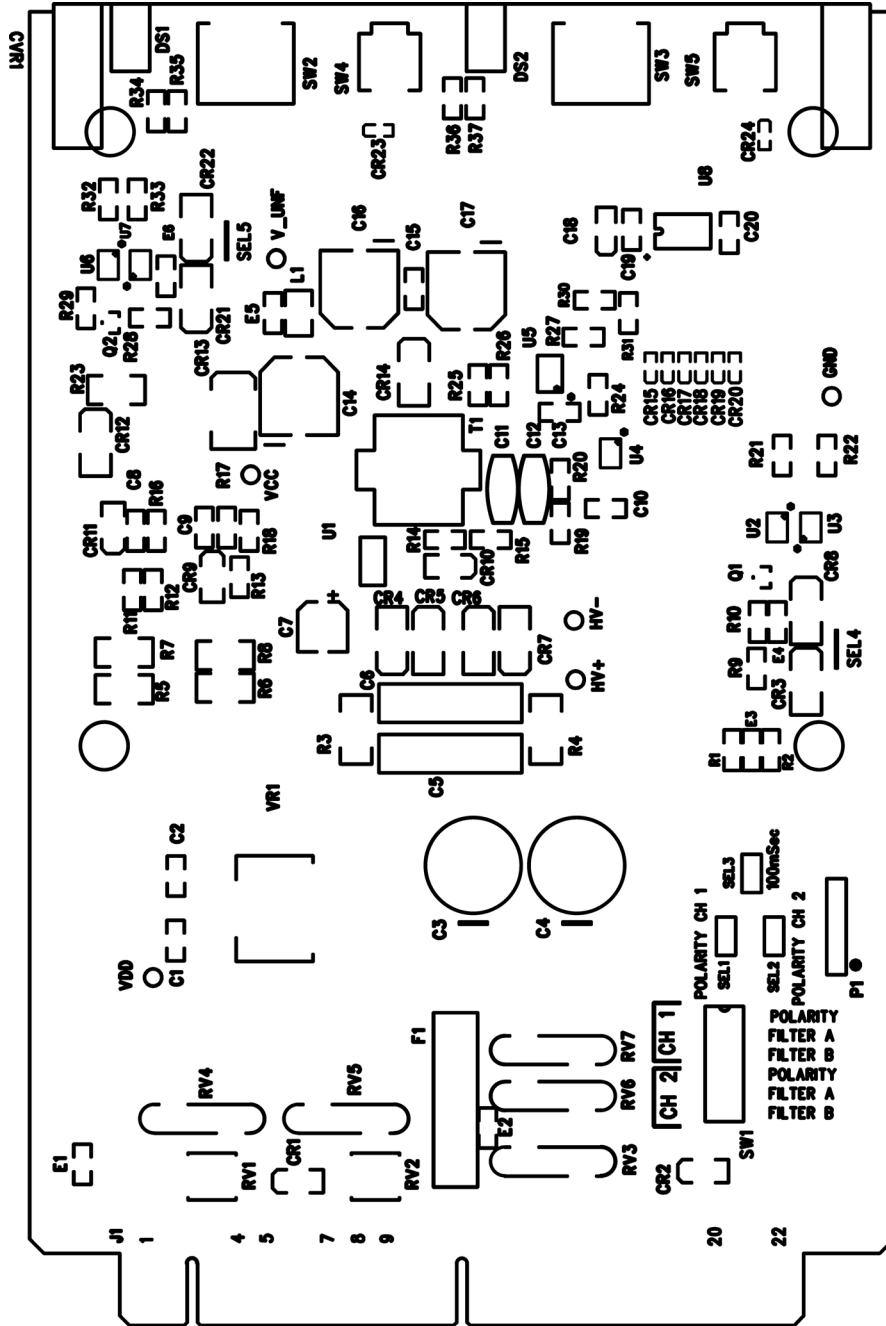 CVR1
DS1
R34
R35
SW2
SW4
DS2
SW3
SW5
R36
R37
CR23
CR24
R32
R33
CR22
U8
U7
U6
E6
SEL5
V_UNF
C16
C17
C18
C15
C19
C20
R29
Q2
R28
CR21
E5
L1
R30
R31
R27
U5
R26
R25
CR13
R23
CR12
C14
CR14
R24
CR15
CR16
CR17
CR18
CR19
CR20
GND
T1
C11
C12
C13
U4
C8
R16
R17
VCC
R20
R21
R22
CR11
C9
R18
U1
R14
R15
R19
C10
U2
U3
CR9
R13
CR10
Q1
CR8
R11
R12
C7
CR4
CR5
CR6
CR7
HV-
R10
E4
R7
R8
R9
SEL4
R5
R6
C6
HV+
CR3
R3
R4
E3
R1
R2
C5
VR1
C2
C1
VDD
C3
C4
SEL3
100mSec
POLARITY CH 1
SEL1
SEL2
POLARITY CH 2
P1
F1
CH 1
CH 2
POLARITY
FILTER A
FILTER B
POLARITY
FILTER A
FILTER B
RV7
RV6
RV3
RV4
RV5
E2
SW1
E1
RV1
CR1
RV2
CR2
J1
1
4
5
7
8
9
20
22